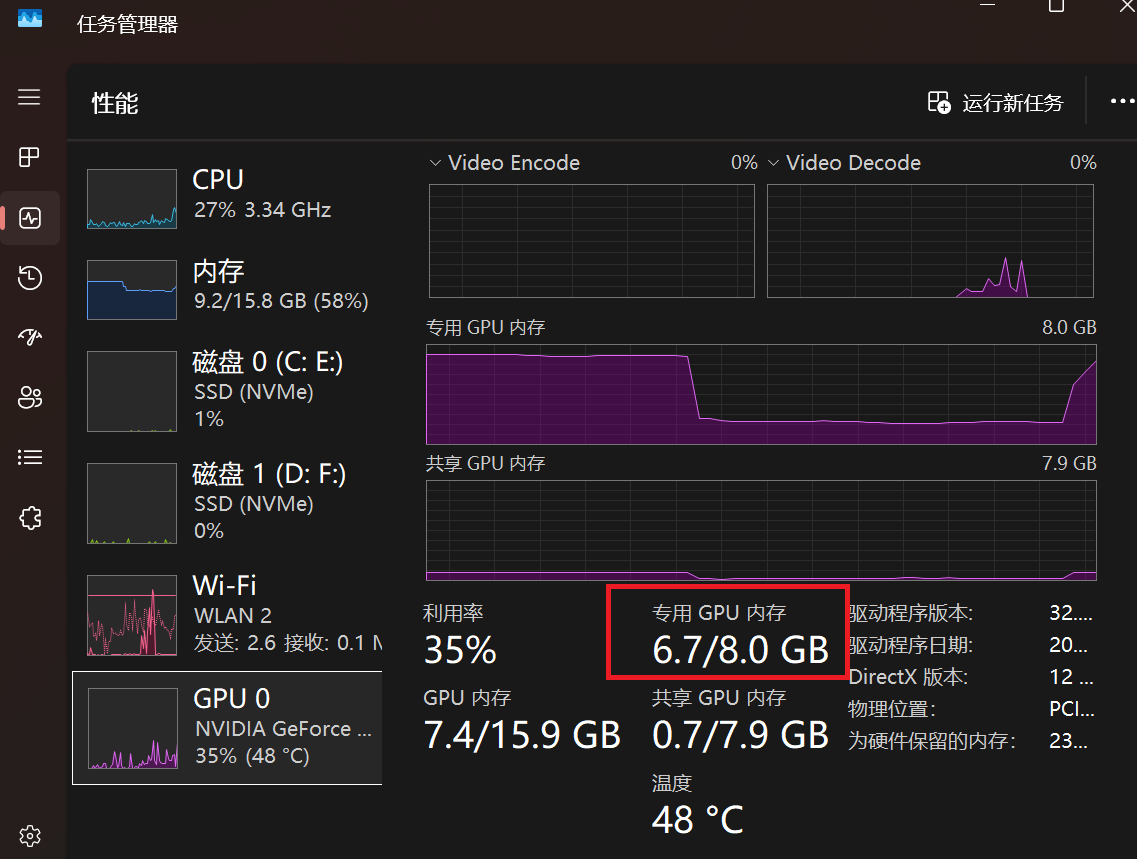 任务管理器
性能
运行新任务
CPU
27% 3.34 GHz
内存
9.2/15.8 GB (58%)
磁盘 0 (C: E:)
SSD (NVMe)
1%
磁盘 1 (D: F:)
SSD (NVMe)
0%
Wi-Fi
WLAN 2
发送: 2.6 接收: 0.1 M
GPU 0
NVIDIA GeForce ...
35% (48 °C)
Video Encode 0%
Video Decode 0%
专用 GPU 内存 8.0 GB
共享 GPU 内存 7.9 GB
利用率
35%
专用 GPU 内存
6.7/8.0 GB
GPU 内存
7.4/15.9 GB
共享 GPU 内存
0.7/7.9 GB
温度
48 °C
驱动程序版本: 32....
驱动程序日期: 20...
DirectX 版本: 12 ...
物理位置: PCI...
为硬件保留的内存: 23...